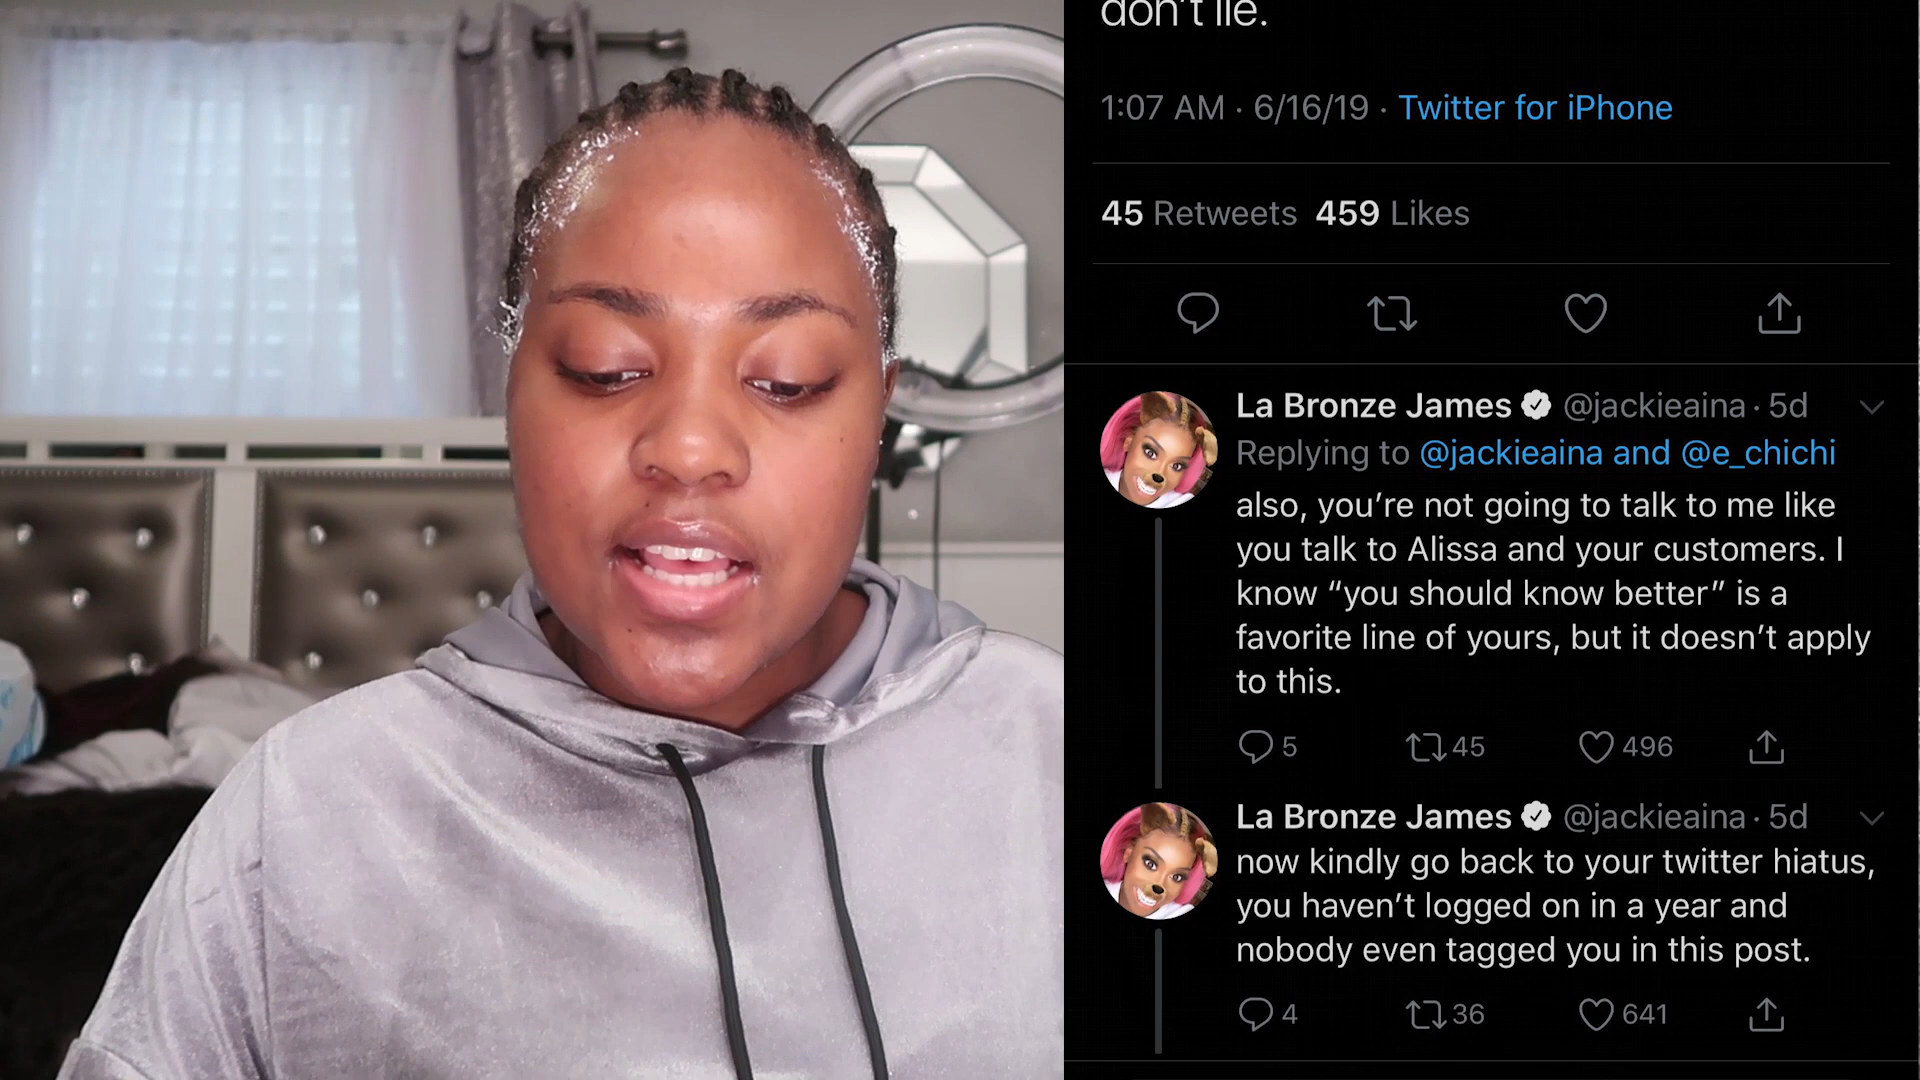 don't lie.
1:07 AM · 6/16/19 · Twitter for iPhone
45 Retweets 459 Likes
La Bronze James @jackieaina · 5d
Replying to @jackieaina and @e_chichi
also, you’re not going to talk to me like
you talk to Alissa and your customers. I
know “you should know better” is a
favorite line of yours, but it doesn’t apply
to this.
5 45 496
La Bronze James @jackieaina · 5d
now kindly go back to your twitter hiatus,
you haven’t logged on in a year and
nobody even tagged you in this post.
4 36 641